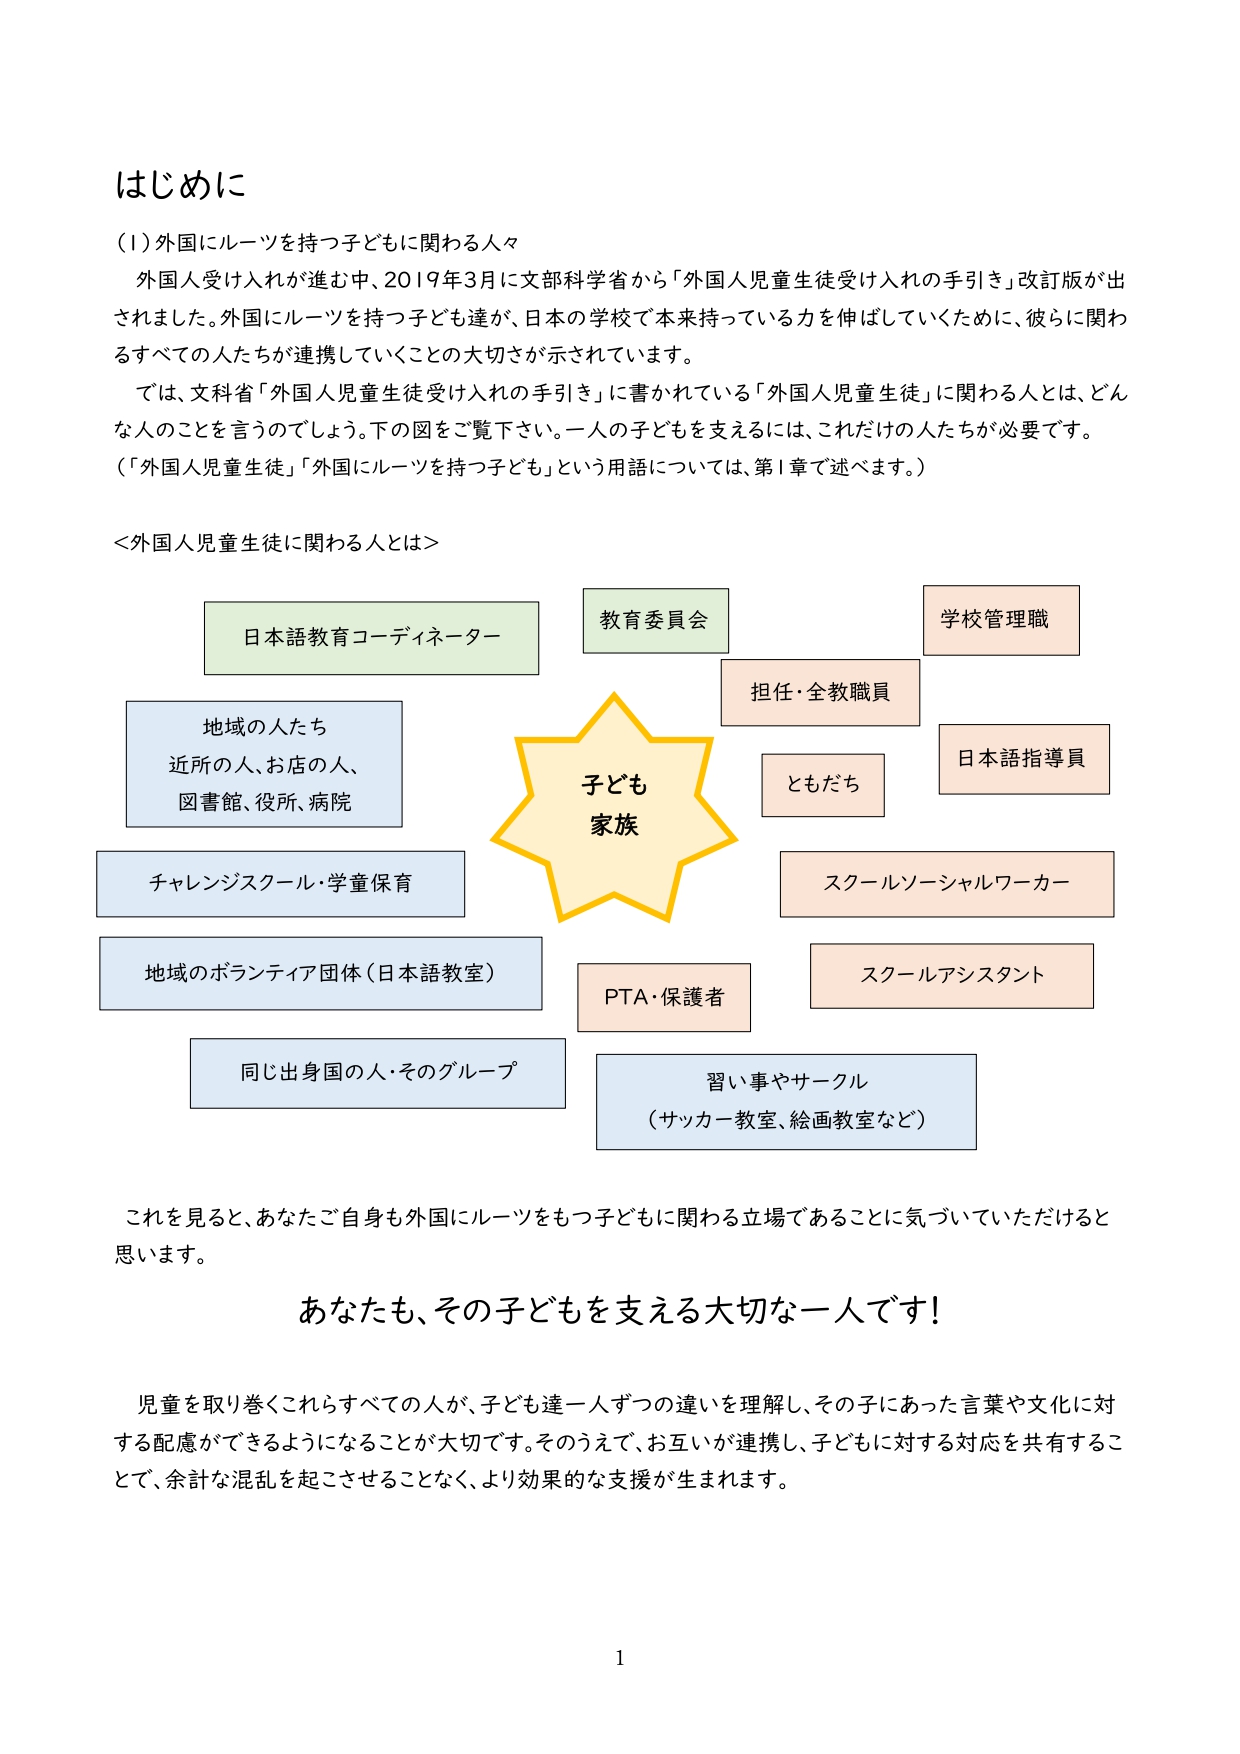 はじめに
(1)外国にルーツを持つ子どもに関わる人々
外国人受け入れが進む中、2019年3月に文部科学省から「外国人児童生徒受け入れの手引き」改訂版が出
されました。外国にルーツを持つ子ども達が、日本の学校で本来持っている力を伸ばしていくために、彼らに関わ
るすべての人たちが連携していくことの大切さが示されています。
では、文科省「外国人児童生徒受け入れの手引き」に書かれている「外国人児童生徒」に関わる人とは、どん
な人のことを言うのでしょう。下の図をご覧下さい。一人の子どもを支えるには、これだけの人たちが必要です。
(「外国人児童生徒」「外国にルーツを持つ子ども」という用語については、第1章で述べます。)
<外国人児童生徒に関わる人とは>
日本語教育コーディネーター
教育委員会
学校管理職
担任・全教職員
地域の人たち
近所の人、お店の人、
図書館、役所、病院
子ども
家族
ともだち
日本語指導員
チャレンジスクール・学童保育
スクールソーシャルワーカー
地域のボランティア団体(日本語教室)
PTA・保護者
スクールアシスタント
同じ出身国の人・そのグループ
習い事やサークル
(サッカー教室、絵画教室など)
これを見ると、あなたご自身も外国にルーツをもつ子どもに関わる立場であることに気づいていただけると
思います。
あなたも、その子どもを支える大切な一人です!
児童を取り巻くこれらすべての人が、子ども達一人ずつの違いを理解し、その子にあった言葉や文化に対
する配慮ができるようになることが大切です。そのうえで、お互いが連携し、子どもに対する対応を共有するこ
とで、余計な混乱を起こさせることなく、より効果的な支援が生まれます。
1